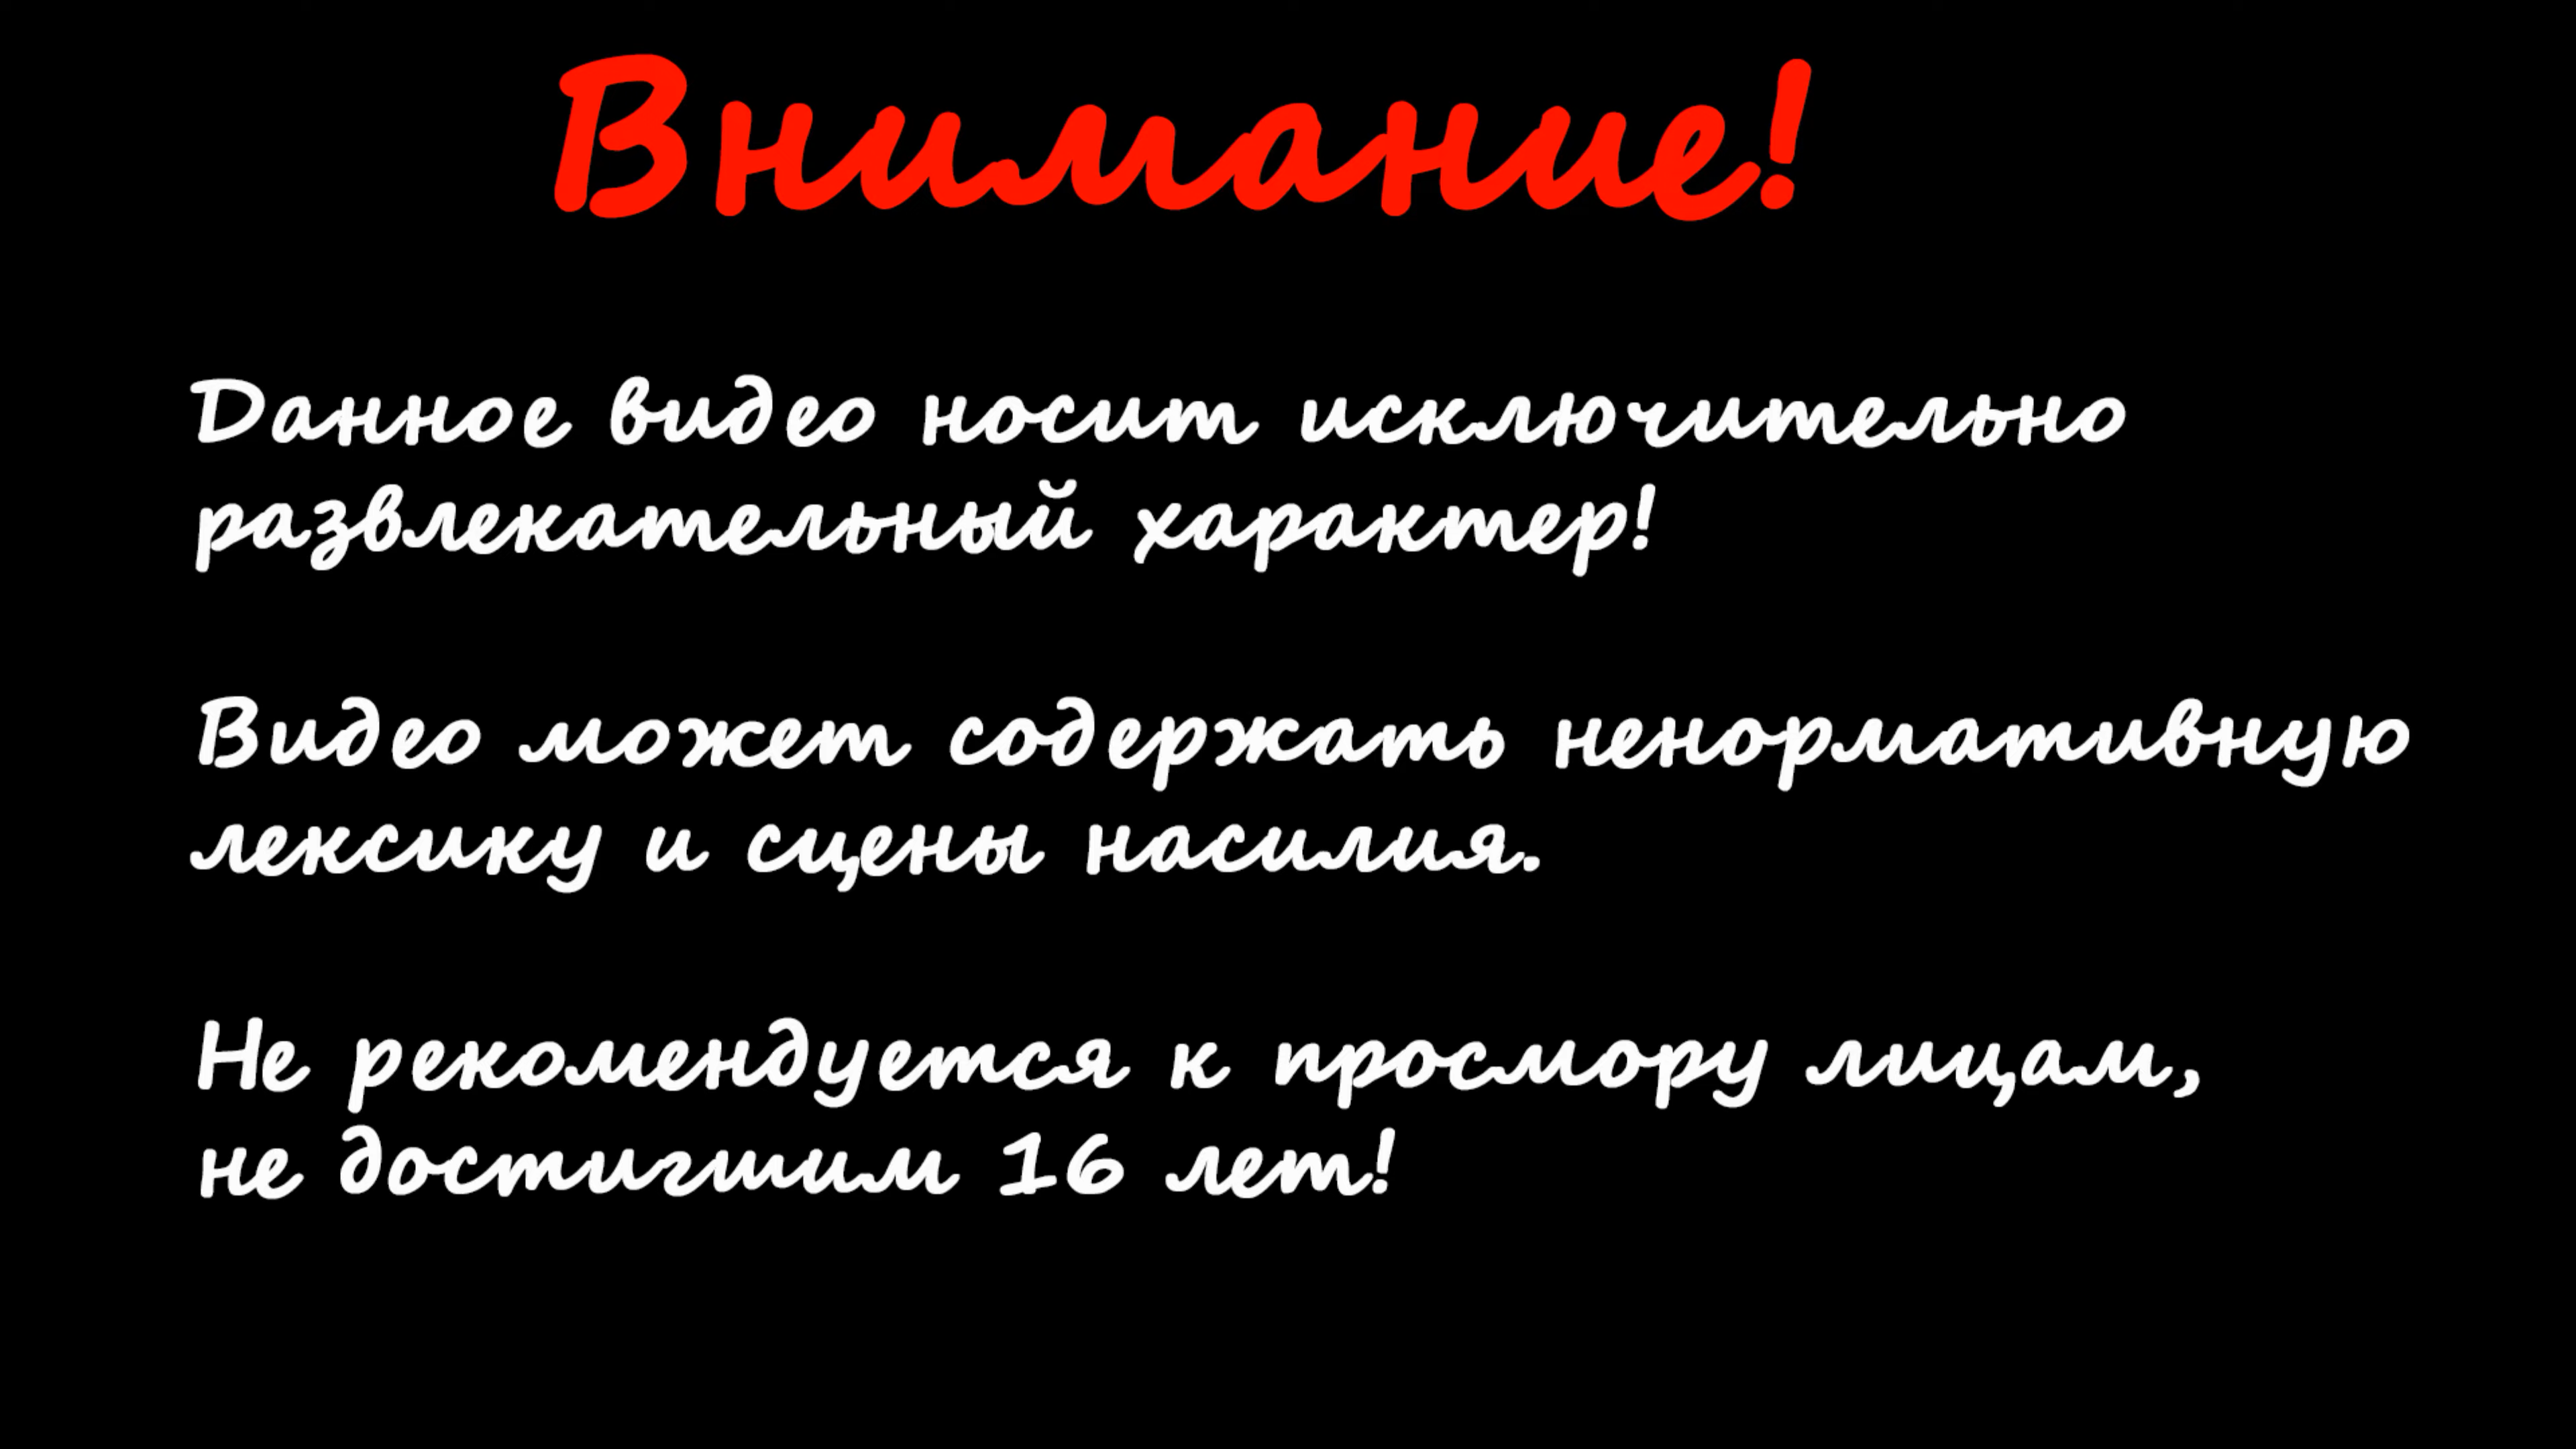 Внимание!
Данное видео носит исключительно
развлекательный характер!
Видео может содержать ненормативную
лексику и сцены насилия.
Не рекомендуется к просмору лицам,
не достигшим 16 лет!